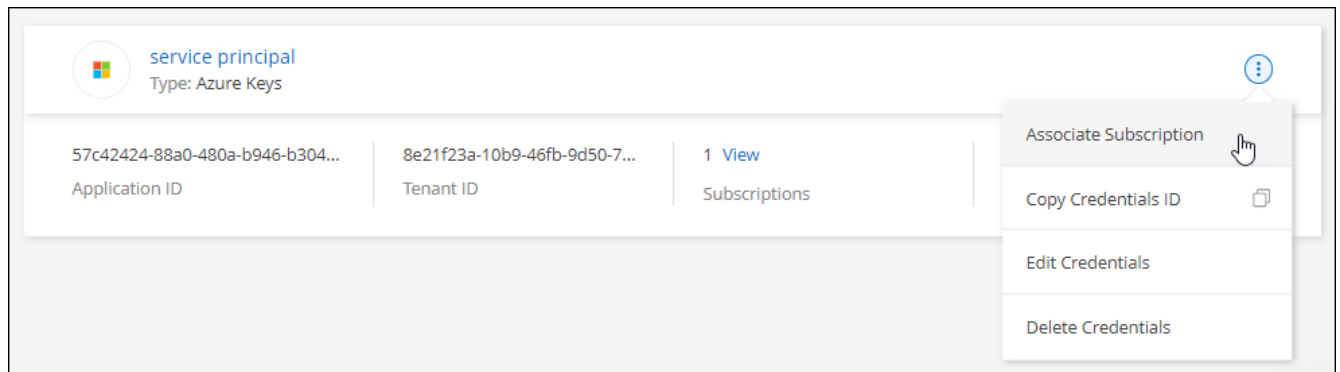 service principal
Type: Azure Keys
57c42424-88a0-480a-b946-b304...
Application ID
8e21f23a-10b9-46fb-9d50-7...
Tenant ID
1 View
Subscriptions
Associate Subscription
Copy Credentials ID
Edit Credentials
Delete Credentials